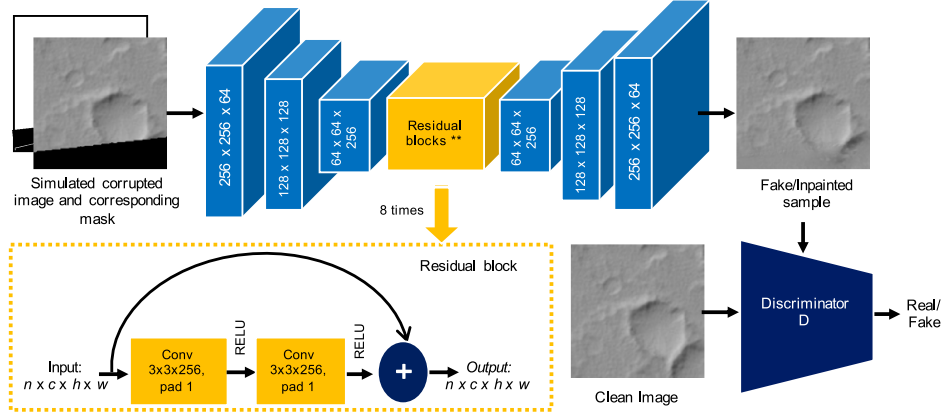 256 x 256 x 64
128 x 128 x 128
64 x 64 x
256
Residual
blocks **
64 x 64 x
256
128 x 128 x 128
256 x 256 x 64
Simulated corrupted
image and corresponding
mask
Fake/Inpainted
sample
8 times
Residual block
Input:
n x c x h x w
Conv
3x3x256,
pad 1
RELU
Conv
3x3x256,
pad 1
RELU
+
Output:
n x c x h x w
Clean Image
Discriminator
D
Real/
Fake